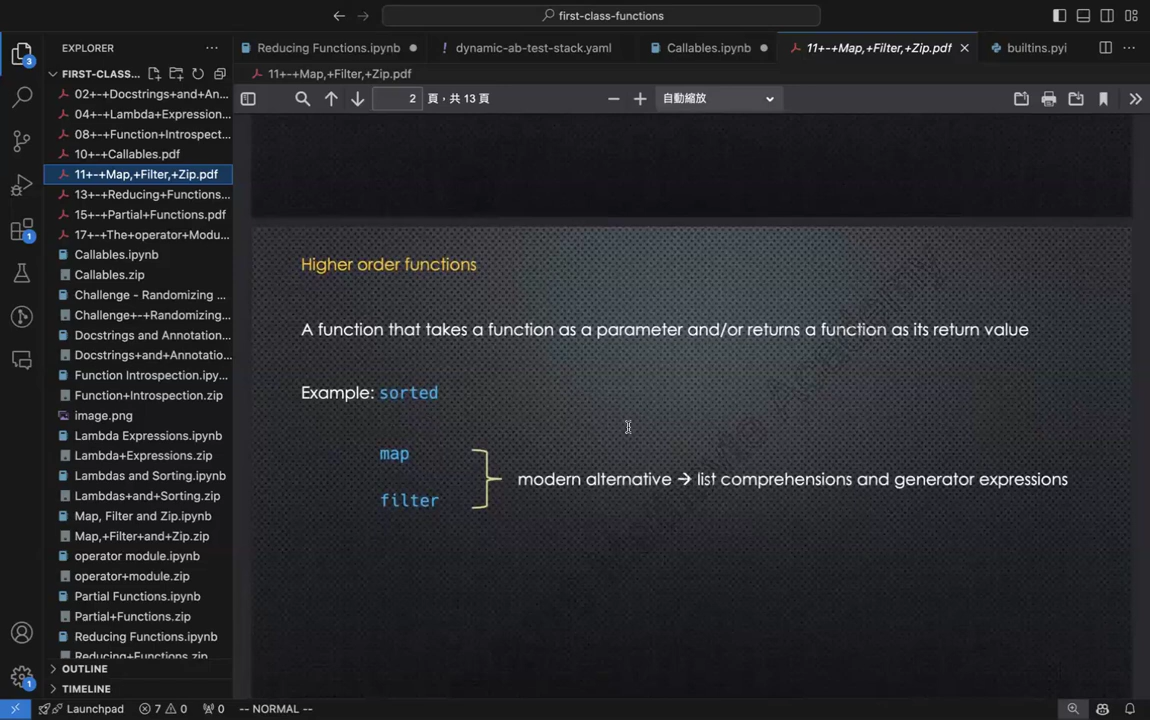 first-class-functions
EXPLORER
Reducing Functions.ipynb
dynamic-ab-test-stack.yaml
Callables.ipynb
11+-+Map,+Filter,+Zip.pdf
builtins.pyi
FIRST-CLASS...
11+-+Map,+Filter,+Zip.pdf
2 頁，共 13 頁
自動縮放
3
02+-+Docstrings+and+An...
04+-+Lambda+Expression...
08+-+Function+Introspect...
10+-+Callables.pdf
11+-+Map,+Filter,+Zip.pdf
13+-+Reducing+Functions...
15+-+Partial+Functions.pdf
17+-+The+operator+Modu...
1
Callables.ipynb
Callables.zip
Challenge - Randomizing ...
Challenge+-+Randomizing...
Docstrings and Annotation...
Docstrings+and+Annotatio...
Function Introspection.ipy...
Function+Introspection.zip
image.png
Lambda Expressions.ipynb
Lambda+Expressions.zip
Lambdas and Sorting.ipynb
Lambdas+and+Sorting.zip
Map, Filter and Zip.ipynb
Map,+Filter+and+Zip.zip
operator module.ipynb
operator+module.zip
Partial Functions.ipynb
Partial+Functions.zip
Reducing Functions.ipynb
Reducing+Functions.zip
OUTLINE
TIMELINE
1
Higher order functions
A function that takes a function as a parameter and/or returns a function as its return value
Example: sorted
map
modern alternative → list comprehensions and generator expressions
filter
Launchpad
7
0
0
-- NORMAL --